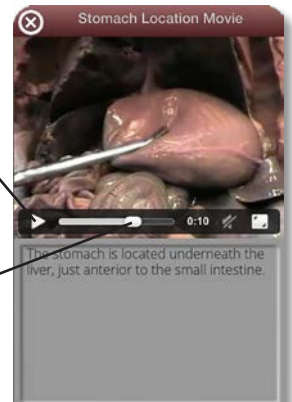 Stomach Location Movie
0:10
The stomach is located underneath the
liver, just anterior to the small intestine.